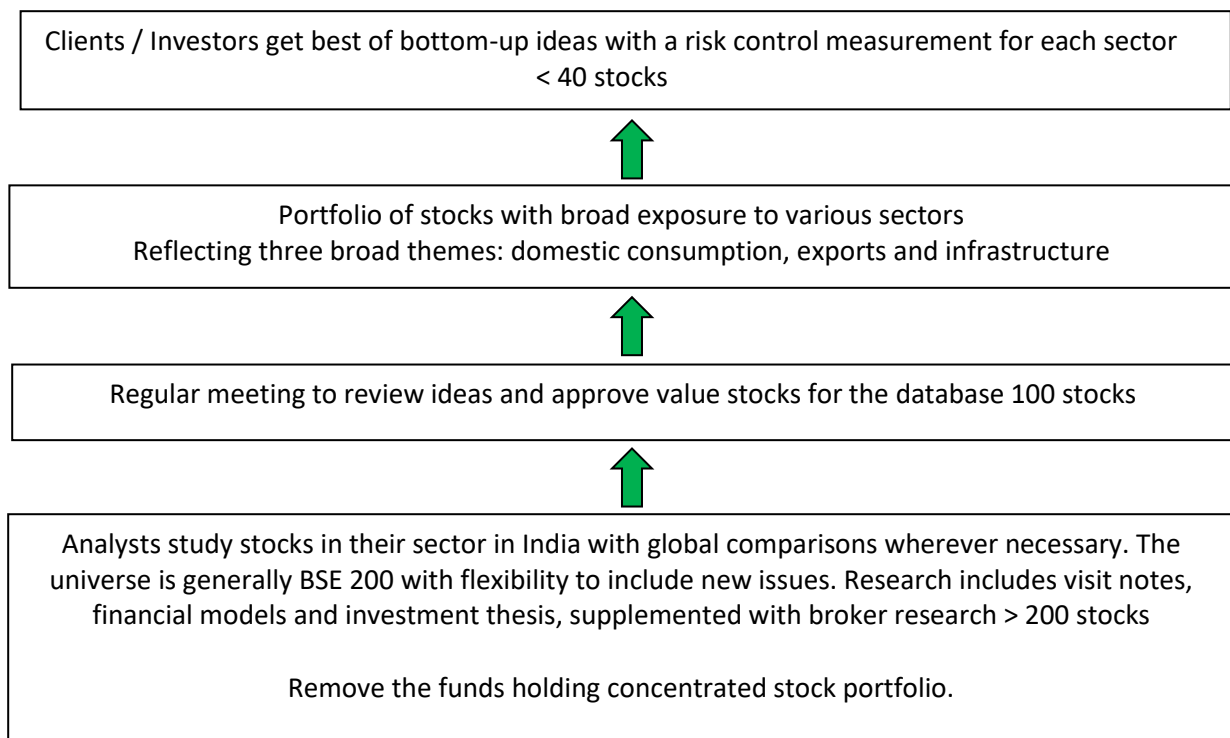 Clients / Investors get best of bottom-up ideas with a risk control measurement for each sector
< 40 stocks
Portfolio of stocks with broad exposure to various sectors
Reflecting three broad themes: domestic consumption, exports and infrastructure
Regular meeting to review ideas and approve value stocks for the database 100 stocks
Analysts study stocks in their sector in India with global comparisons wherever necessary. The
universe is generally BSE 200 with flexibility to include new issues. Research includes visit notes,
financial models and investment thesis, supplemented with broker research > 200 stocks
Remove the funds holding concentrated stock portfolio.